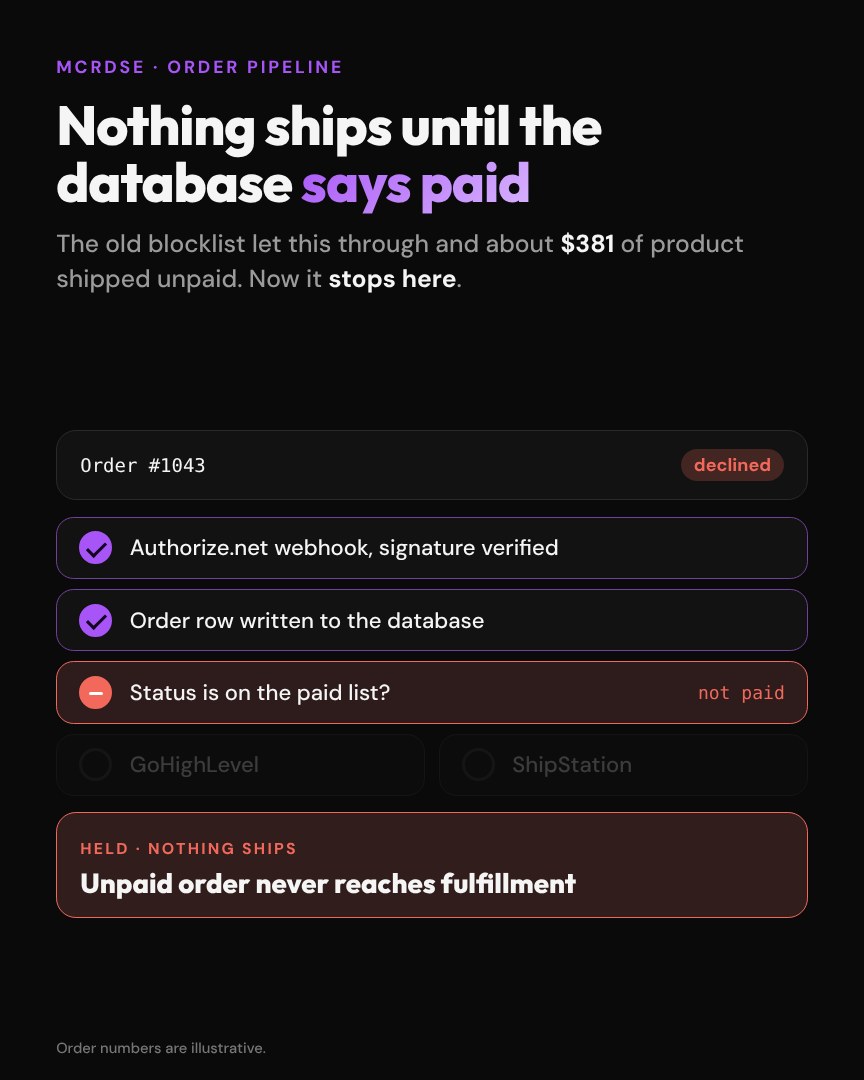 MCRDSE · ORDER PIPELINE
Nothing ships until the
database says paid
The old blocklist let this through and about $381 of product
shipped unpaid. Now it stops here.
Order #1043
declined
Authorize.net webhook, signature verified
Order row written to the database
Status is on the paid list?
not paid
GoHighLevel
ShipStation
HELD · NOTHING SHIPS
Unpaid order never reaches fulfillment
Order numbers are illustrative.